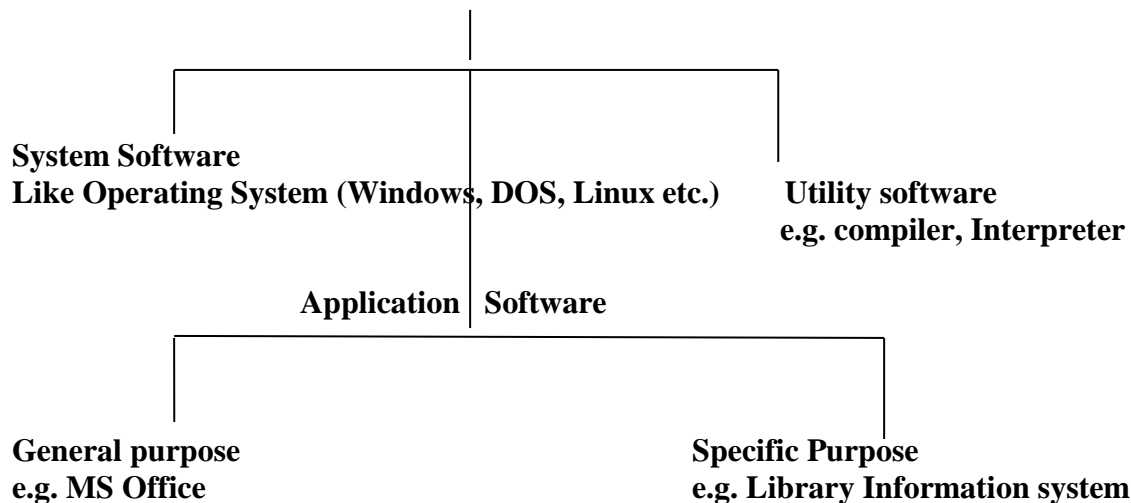 System Software
Like Operating System (Windows, DOS, Linux etc.)
Utility software
e.g. compiler, Interpreter
Application Software
General purpose
e.g. MS Office
Specific Purpose
e.g. Library Information system